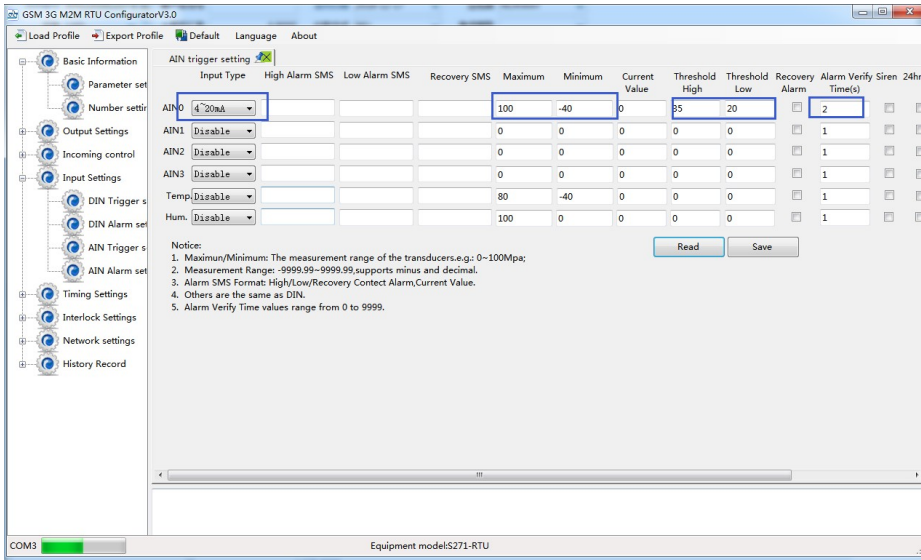 GSM 3G M2M RTU ConfiguratorV3.0
Load Profile Export Profile Default Language About
Basic Information
Parameter set
Number settin
Output Settings
Incoming control
Input Settings
DIN Trigger s
DIN Alarm set
AIN Trigger s
AIN Alarm set
Timing Settings
Interlock Settings
Network settings
History Record
AIN trigger setting
Input Type High Alarm SMS Low Alarm SMS Recovery SMS Maximum Minimum Current Value Threshold High Threshold Low Recovery Alarm Alarm Verify Time(s) Siren 24hr
AIN0 4~20mA 100 -40 0 35 20 2
AIN1 Disable 0 0 0 0 0 1
AIN2 Disable 0 0 0 0 0 1
AIN3 Disable 0 0 0 0 0 1
Temp. Disable 80 -40 0 0 0 1
Hum. Disable 100 0 0 0 0 1
Notice:
1. Maximun/Minimum: The measurement range of the transducers.e.g.: 0~100Mpa;
2. Measurement Range: -9999.99~9999.99,supports minus and decimal.
3. Alarm SMS Format: High/Low/Recovery Contect Alarm,Current Value.
4. Others are the same as DIN.
5. Alarm Verify Time values range from 0 to 9999.
Read Save
COM3 Equipment model:S271-RTU